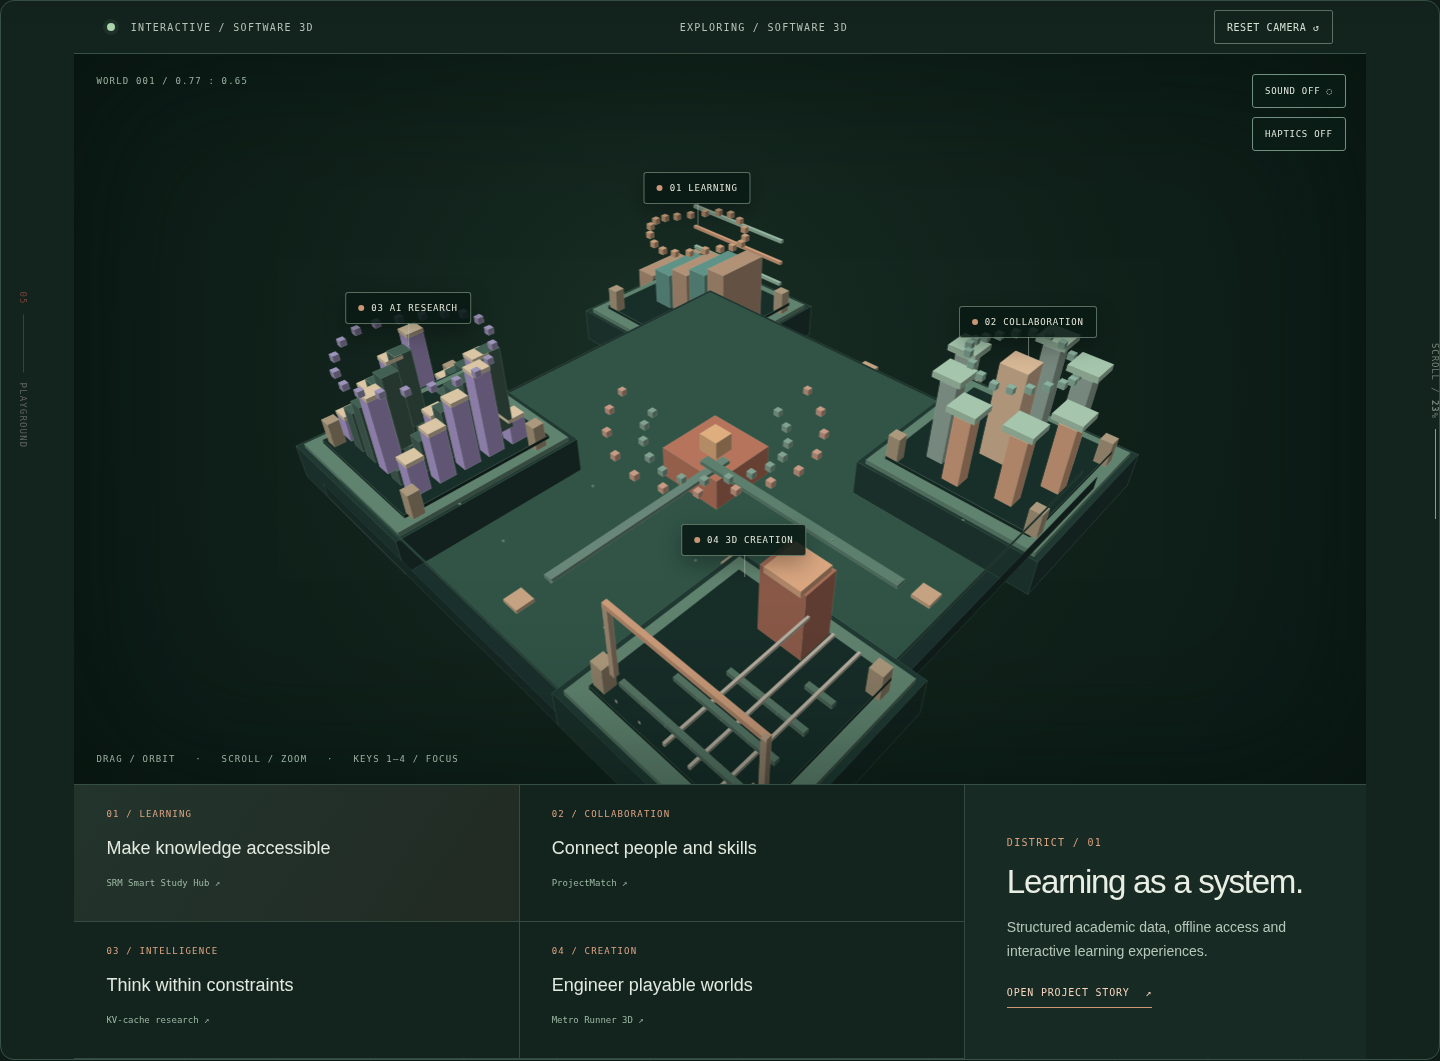 INTERACTIVE / SOFTWARE 3D
EXPLORING / SOFTWARE 3D
RESET CAMERA ↺
WORLD 001 / 0.77 : 0.65
SOUND OFF ○
HAPTICS OFF
01 LEARNING
03 AI RESEARCH
02 COLLABORATION
04 3D CREATION
05
PLAYGROUND
SCROLL / 23%
DRAG / ORBIT · SCROLL / ZOOM · KEYS 1—4 / FOCUS
01 / LEARNING
Make knowledge accessible
SRM Smart Study Hub ↗
02 / COLLABORATION
Connect people and skills
ProjectMatch ↗
03 / INTELLIGENCE
Think within constraints
KV-cache research ↗
04 / CREATION
Engineer playable worlds
Metro Runner 3D ↗
DISTRICT / 01
Learning as a system.
Structured academic data, offline access and
interactive learning experiences.
OPEN PROJECT STORY ↗